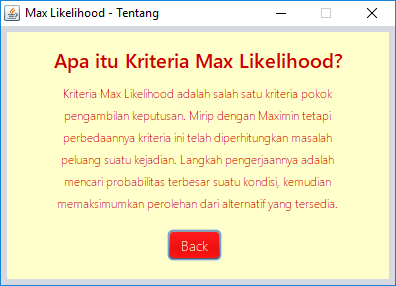 Max Likelihood - Tentang
Apa itu Kriteria Max Likelihood?
Kriteria Max Likelihood adalah salah satu kriteria pokok
pengambilan keputusan. Mirip dengan Maximin tetapi
perbedaannya kriteria ini telah diperhitungkan masalah
peluang suatu kejadian. Langkah pengerjaannya adalah
mencari probabilitas terbesar suatu kondisi, kemudian
memaksimumkan perolehan dari alternatif yang tersedia.
Back